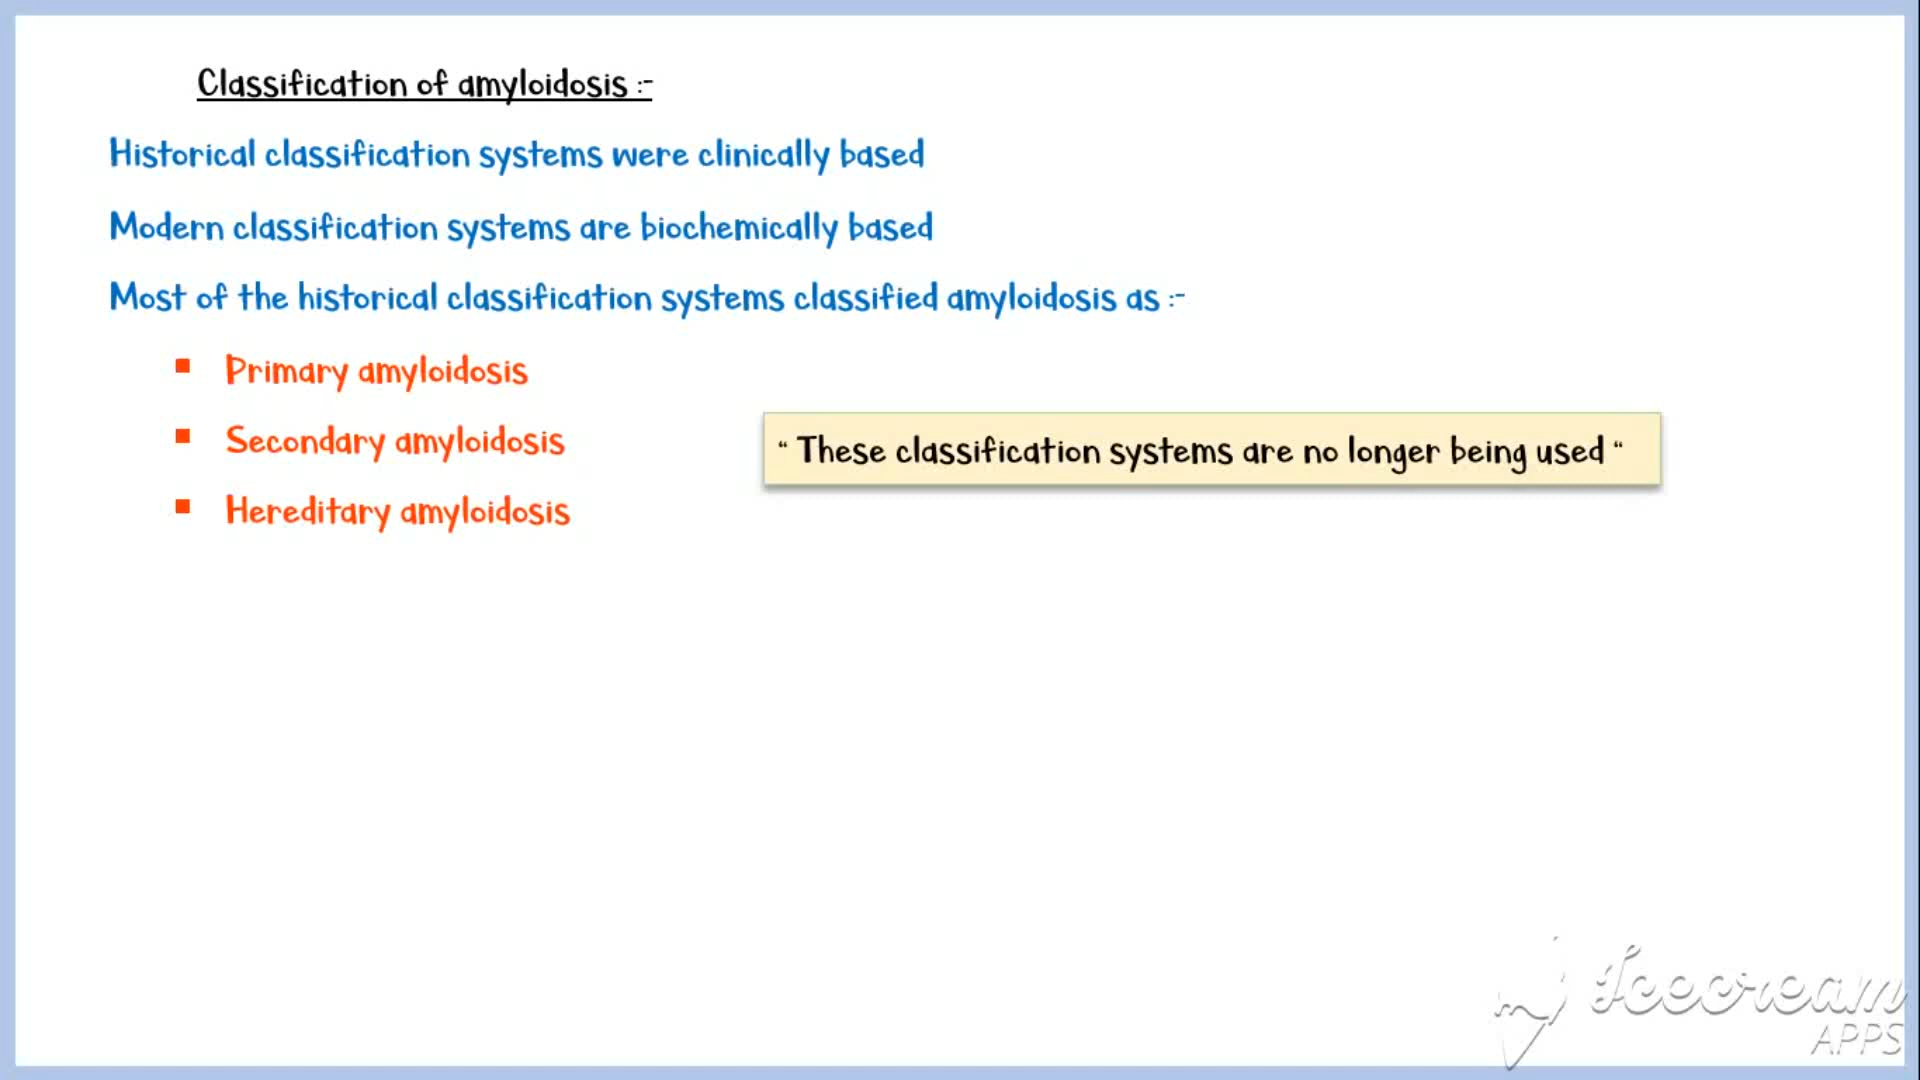 Classification of amyloidosis :-
Historical classification systems were clinically based
Modern classification systems are biochemically based
Most of the historical classification systems classified amyloidosis as :-
▪ Primary amyloidosis
▪ Secondary amyloidosis
▪ Hereditary amyloidosis
“ These classification systems are no longer being used “
Icecream
APPS